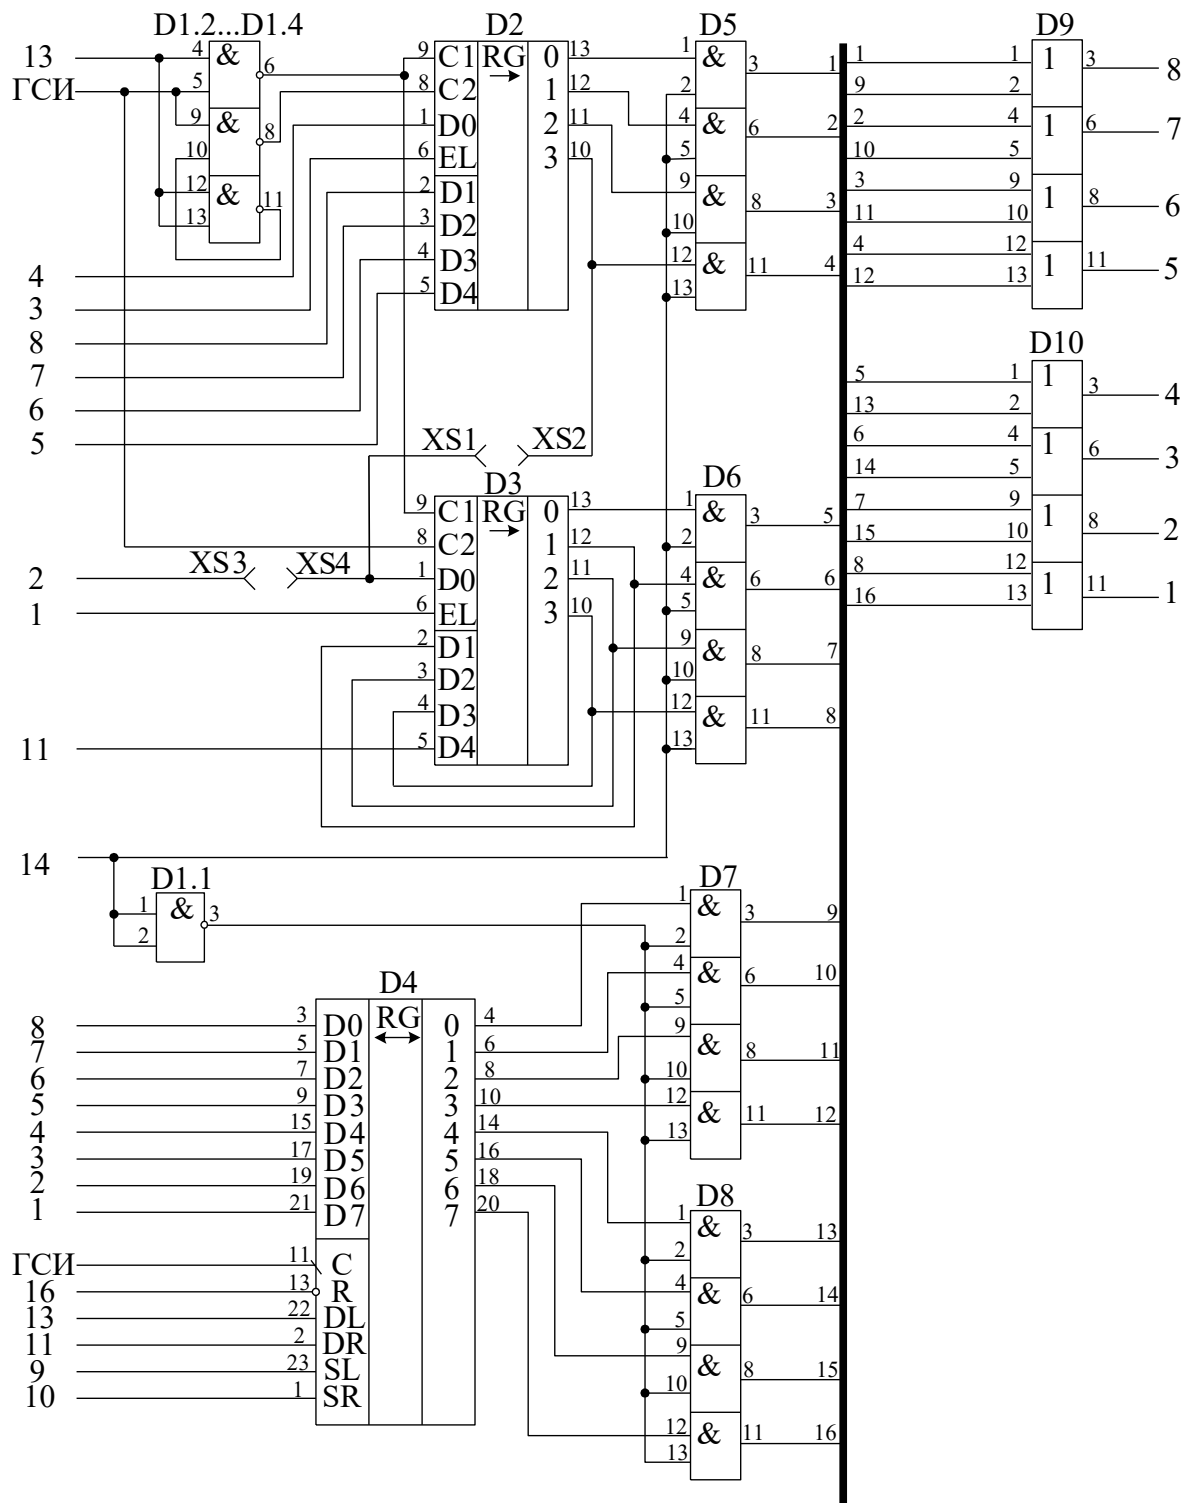 D1.2...D1.4 D2 D5 D9
13 4 & 6 9 C1 RG 0 13 1 & 3 1 1 1 1 3 8
ГСИ 5 8 C2 1 12 2 9 2
9 & 8 1 D0 2 11 4 & 6 2 2 4 1 6 7
10 6 EL 3 10 5 10 5
12 & 11 2 D1 9 & 8 3 3 9 1 8 6
13 3 D2 10 11 10
4 D3 12 & 11 4 4 12 1 11 5
4 5 D4 13 12 13
3
8 D10
7 5 1 1 3 4
6 13 2
5 XS1 XS2 6 4 1 6 3
D3 D6 14 5
9 C1 RG 0 13 1 & 3 5 7 9 1 8 2
8 C2 1 12 2 15 10
2 XS3 XS4 1 D0 2 11 4 & 6 6 8 12 1 11 1
1 6 EL 3 10 5 16 13
2 D1 9 & 8 7
3 D2 10
4 D3 12 & 11 8
11 5 D4 13
14
D1.1 D7
1 & 3 1 & 3 9
2 2
D4 4 & 6 10
8 3 D0 RG 0 4 5
7 5 D1 1 6 9 & 8 11
6 7 D2 2 8 10
5 9 D3 3 10 12 & 11 12
4 15 D4 4 14 13
3 17 D5 5 16
2 19 D6 6 18 D8
1 21 D7 7 20 1 & 3 13
ГСИ 11 C 2
16 13 R 4 & 6 14
13 22 DL 5
11 2 DR 9 & 8 15
9 23 SL 10
10 1 SR 12 & 11 16
13